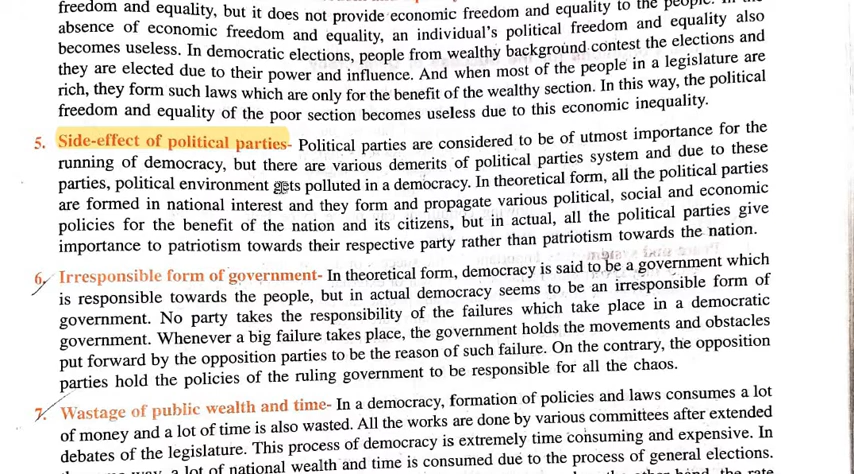 freedom and equality, but it does not provide economic freedom and equality to the people. In the
absence of economic freedom and equality, an individual's political freedom and equality also
becomes useless. In democratic elections, people from wealthy background contest the elections and
they are elected due to their power and influence. And when most of the people in a legislature are
rich, they form such laws which are only for the benefit of the wealthy section. In this way, the political
freedom and equality of the poor section becomes useless due to this economic inequality.
5. Side-effect of political parties- Political parties are considered to be of utmost importance for the
running of democracy, but there are various demerits of political parties system and due to these
parties, political environment gets polluted in a democracy. In theoretical form, all the political parties
are formed in national interest and they form and propagate various political, social and economic
policies for the benefit of the nation and its citizens, but in actual, all the political parties give
importance to patriotism towards their respective party rather than patriotism towards the nation.
6. Irresponsible form of government- In theoretical form, democracy is said to be a government which
is responsible towards the people, but in actual democracy seems to be an irresponsible form of
government. No party takes the responsibility of the failures which take place in a democratic
government. Whenever a big failure takes place, the government holds the movements and obstacles
put forward by the opposition parties to be the reason of such failure. On the contrary, the opposition
parties hold the policies of the ruling government to be responsible for all the chaos.
7. Wastage of public wealth and time- In a democracy, formation of policies and laws consumes a lot
of money and a lot of time is also wasted. All the works are done by various committees after extended
debates of the legislature. This process of democracy is extremely time consuming and expensive. In
a lot of national wealth and time is consumed due to the process of general elections.